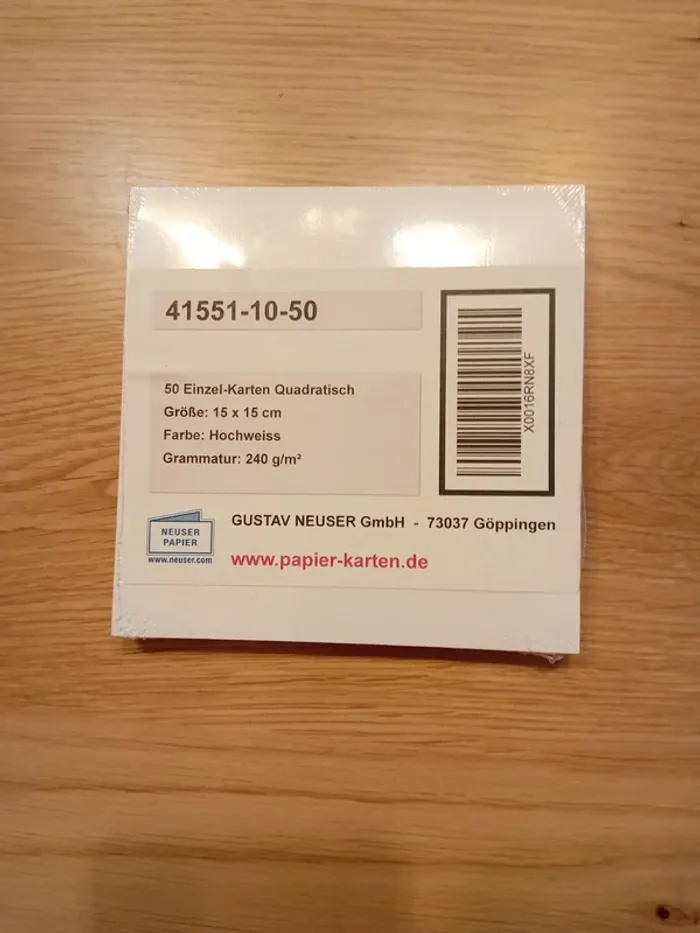 41551-10-50
50 Einzel-Karten Quadratisch
Größe: 15 x 15 cm
Farbe: Hochweiss
Grammatur: 240 g/m²
X0016RN8XF
NEUSER
PAPIER
www.neuser.com
GUSTAV NEUSER GmbH - 73037 Göppingen
www.papier-karten.de